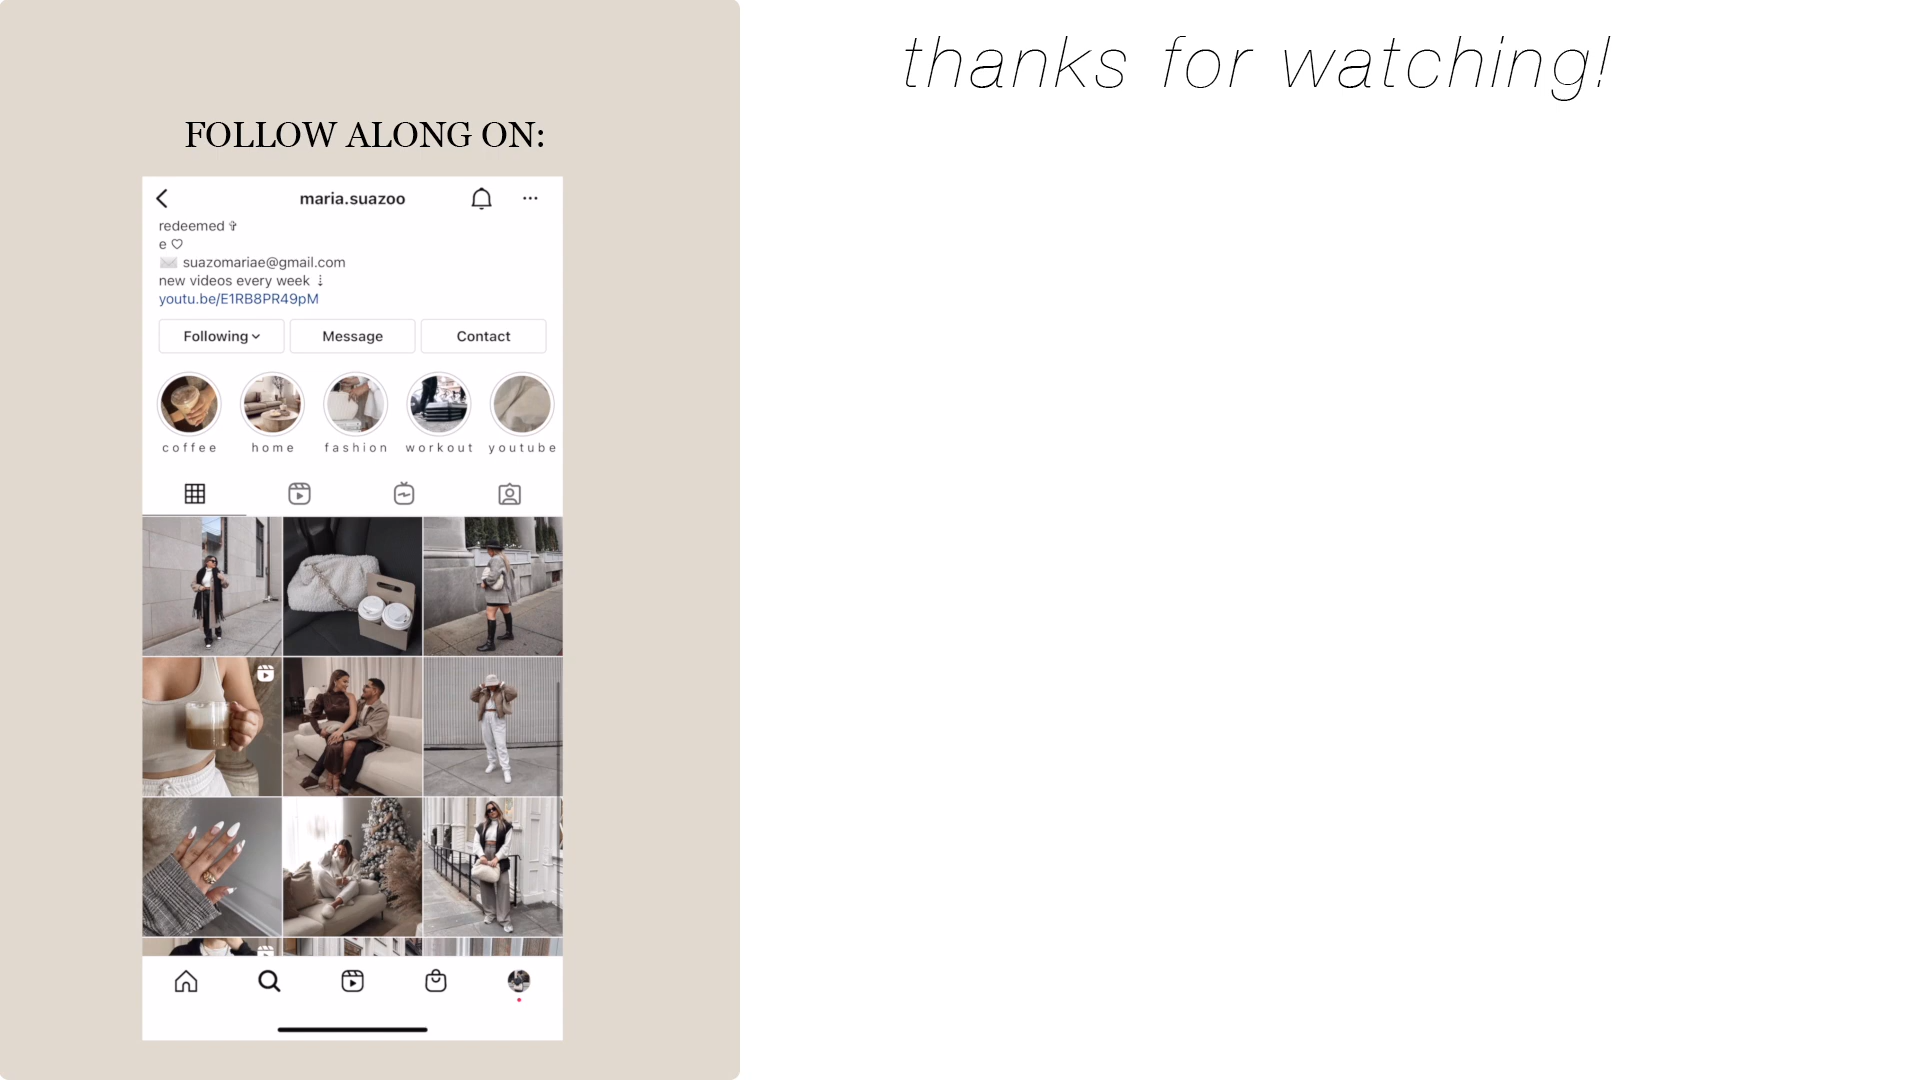 thanks for watching!
FOLLOW ALONG ON:
maria.suazoo
redeemed ✞
e ♡
✉️ suazomariae@gmail.com
new videos every week ⇣
youtu.be/E1RB8PR49pM
Following Message Contact
coffee home fashion workout youtube